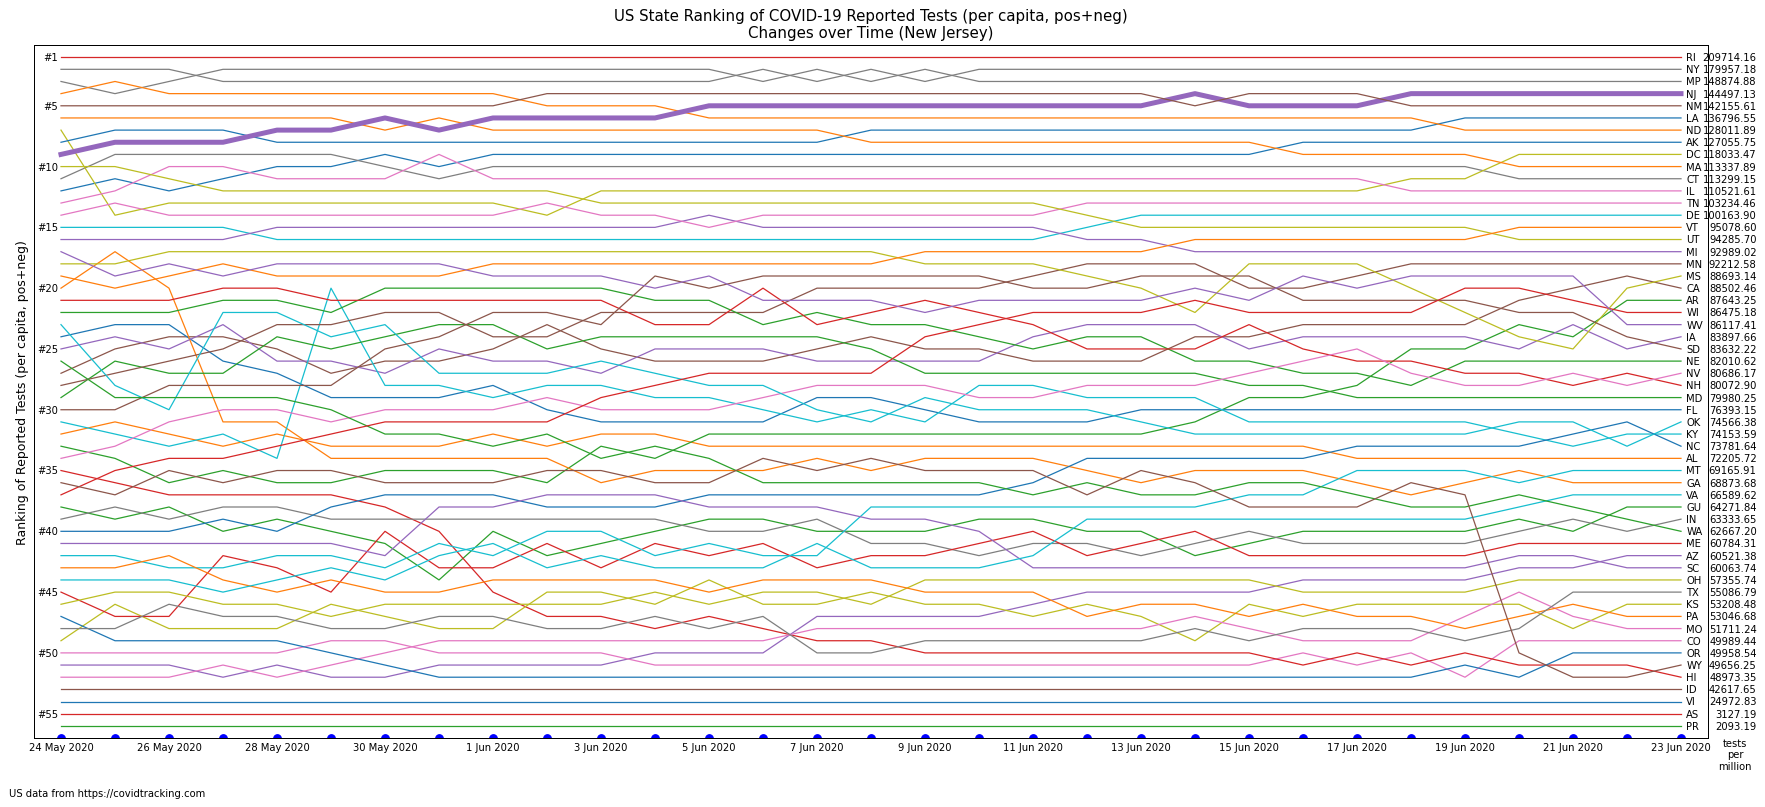 US State Ranking of COVID-19 Reported Tests (per capita, pos+neg)
Changes over Time (New Jersey)
Ranking of Reported Tests (per capita, pos+neg)
#1
#5
#10
#15
#20
#25
#30
#35
#40
#45
#50
#55
RI 209714.16
NY 179957.18
MP 148874.88
NJ 144497.13
NM 142155.61
LA 136796.55
ND 128011.89
AK 127055.75
DC 118033.47
MA 113337.89
CT 113299.15
IL 110521.61
TN 103234.46
DE 100163.90
VT 95078.60
UT 94285.70
MI 92989.02
MN 92212.58
MS 88693.14
CA 88502.46
AR 87643.25
WI 86475.18
WV 86117.41
IA 83897.66
SD 83632.22
NE 82010.62
NV 80686.17
NH 80072.90
MD 79980.25
FL 76393.15
OK 74566.38
KY 74153.59
NC 73781.64
AL 72205.72
MT 69165.91
GA 68873.68
VA 66589.62
GU 64271.84
IN 63333.65
WA 62667.20
ME 60784.31
AZ 60521.38
SC 60063.74
OH 57355.74
TX 55086.79
KS 53208.48
PA 53046.68
MO 51711.24
CO 49989.44
OR 49958.54
WY 49656.25
HI 48973.35
ID 42617.65
VI 24972.83
AS 3127.19
PR 2093.19
24 May 2020 26 May 2020 28 May 2020 30 May 2020 1 Jun 2020 3 Jun 2020 5 Jun 2020 7 Jun 2020 9 Jun 2020 11 Jun 2020 13 Jun 2020 15 Jun 2020 17 Jun 2020 19 Jun 2020 21 Jun 2020 23 Jun 2020
tests
per
million
US data from https://covidtracking.com